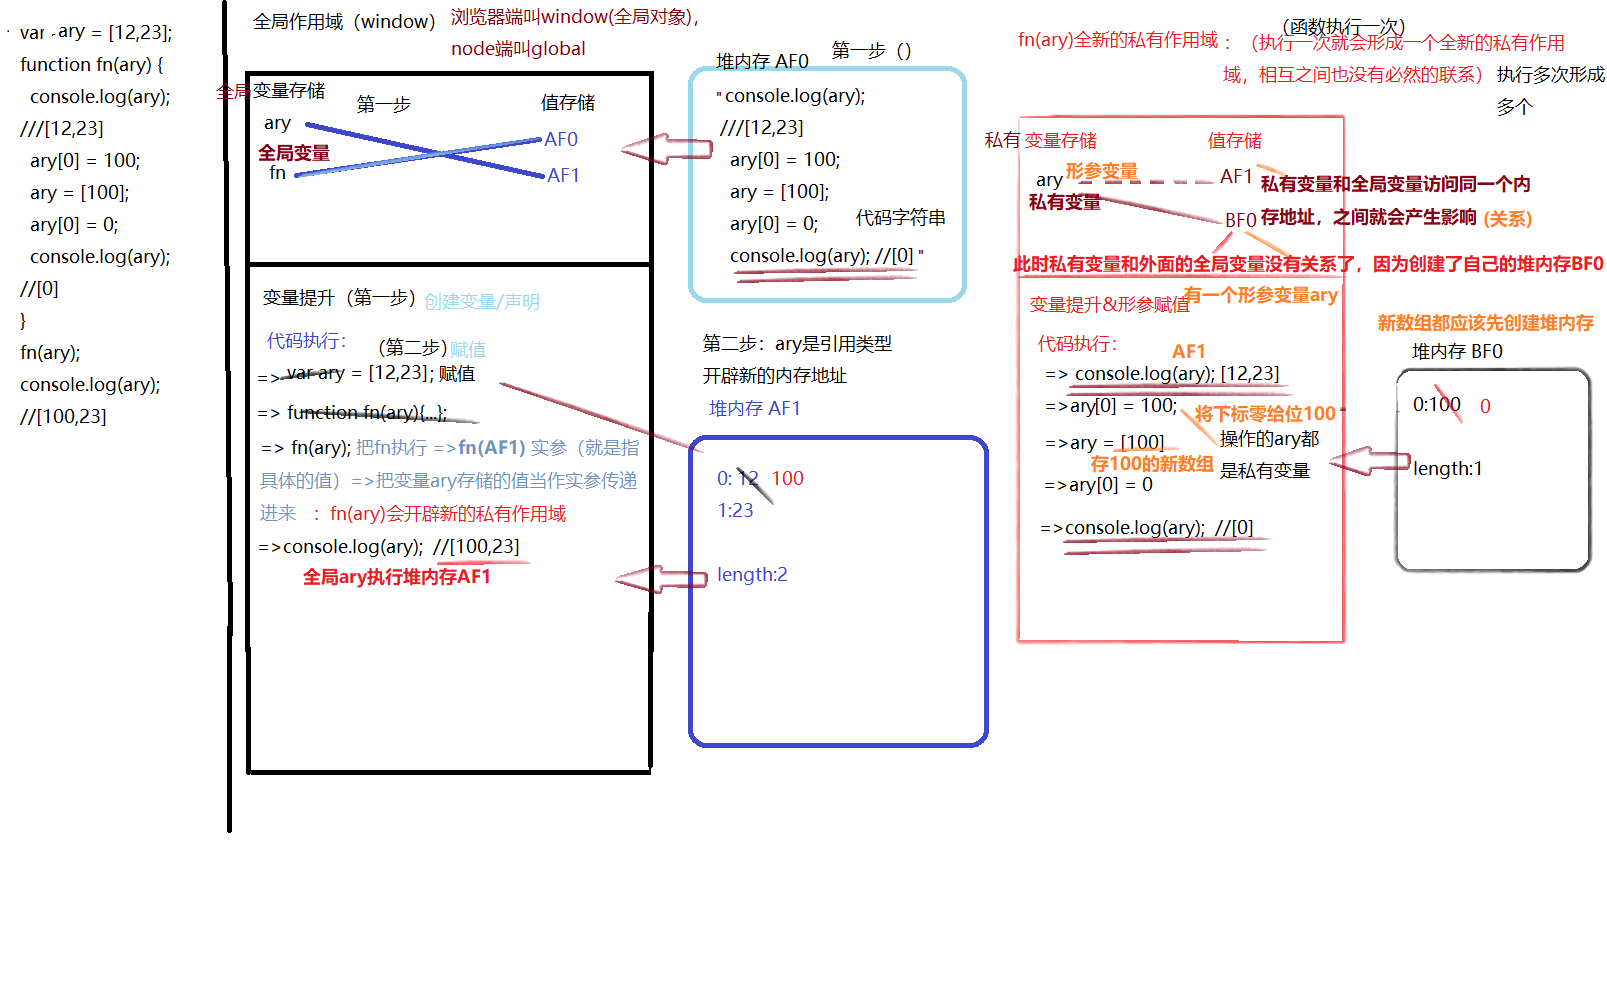 var ary = [12,23];
function fn(ary) {
console.log(ary);
///[12,23]
ary[0] = 100;
ary = [100];
ary[0] = 0;
console.log(ary);
//[0]
}
fn(ary);
console.log(ary);
//[100,23]
全局作用域（window）
浏览器端叫window(全局对象),
node端叫global
全局变量存储
第一步
值存储
ary
全局变量
fn
AF0
AF1
变量提升（第一步）创建变量/声明
代码执行：
（第二步）赋值
=> var ary = [12,23]; 赋值
=> function fn(ary){...};
=> fn(ary); 把fn执行 =>fn(AF1) 实参（就是指
具体的值）=>把变量ary存储的值当作实参传递
进来 ：fn(ary)会开辟新的私有作用域
=>console.log(ary); //[100,23]
全局ary执行堆内存AF1
堆内存 AF0
第一步（）
"console.log(ary);
///[12,23]
ary[0] = 100;
ary = [100];
ary[0] = 0;
代码字符串
console.log(ary); //[0] "
第二步：ary是引用类型
开辟新的内存地址
堆内存 AF1
0: 12 100
1:23
length:2
（函数执行一次）
fn(ary)全新的私有作用域 ：（执行一次就会形成一个全新的私有作用
域，相互之间也没有必然的联系）
执行多次形成
多个
私有 变量存储
值存储
ary
形参变量
私有变量
AF1
私有变量和全局变量访问同一个内
存地址，之间就会产生影响 (关系)
BF0
此时私有变量和外面的全局变量没有关系了，因为创建了自己的堆内存BF0
有一个形参变量ary
变量提升&形参赋值
代码执行：
AF1
=> console.log(ary); [12,23]
=>ary[0] = 100;
将下标零给位100
操作的ary都
是私有变量
=>ary = [100]
存100的新数组
=>ary[0] = 0
=>console.log(ary); //[0]
新数组都应该先创建堆内存
堆内存 BF0
0:100 0
length:1